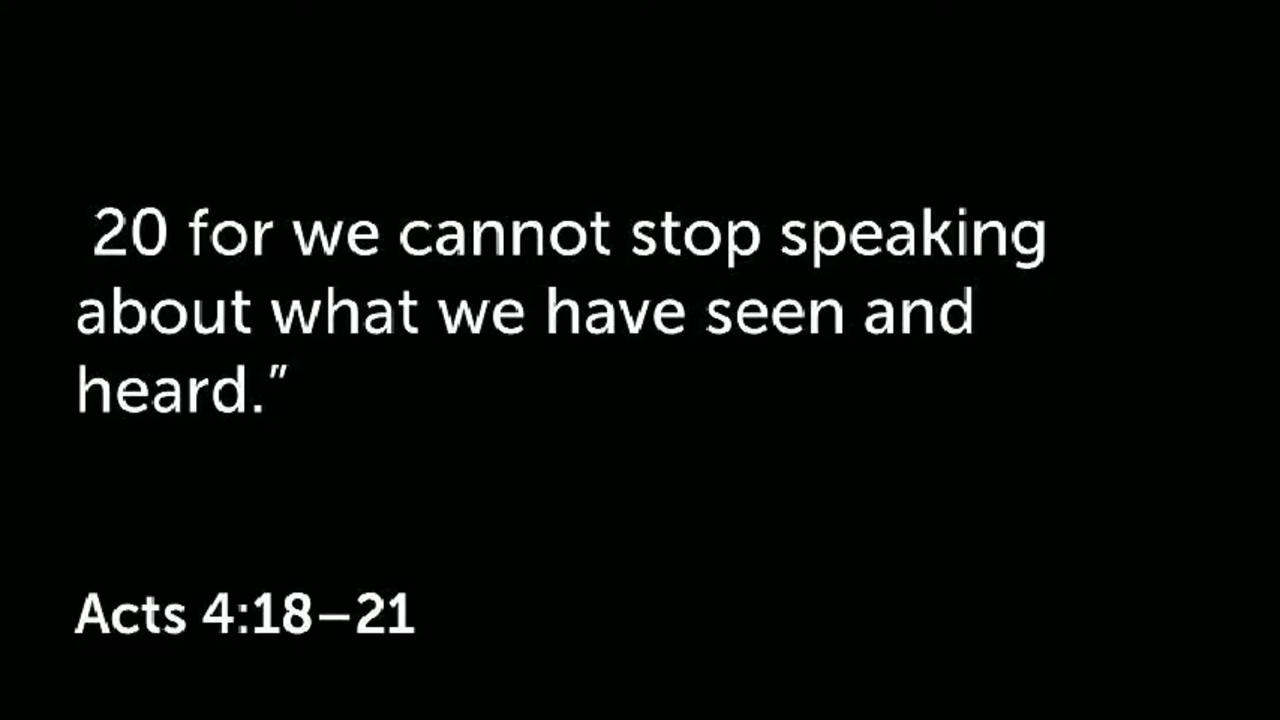 20 for we cannot stop speaking
about what we have seen and
heard.”
Acts 4:18–21